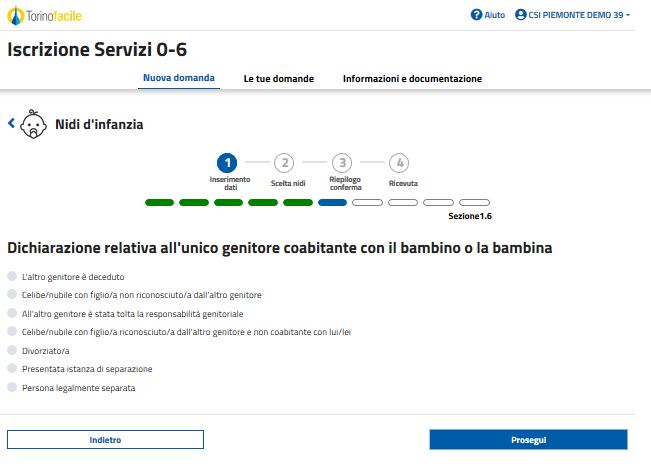 Torinofacile
Aiuto
CSI PIEMONTE DEMO 39
Iscrizione Servizi 0-6
Nuova domanda
Le tue domande
Informazioni e documentazione
Nidi d'infanzia
1
2
3
4
Inserimento
dati
Scelta nidi
Riepilogo
conferma
Ricevuta
Sezione1.6
Dichiarazione relativa all'unico genitore coabitante con il bambino o la bambina
L'altro genitore è deceduto
Celibe/nubile con figlio/a non riconosciuto/a dall'altro genitore
All'altro genitore è stata tolta la responsabilità genitoriale
Celibe/nubile con figlio/a riconosciuto/a dall'altro genitore e non coabitante con lui/lei
Divorziato/a
Presentata istanza di separazione
Persona legalmente separata
Indietro
Prosegui